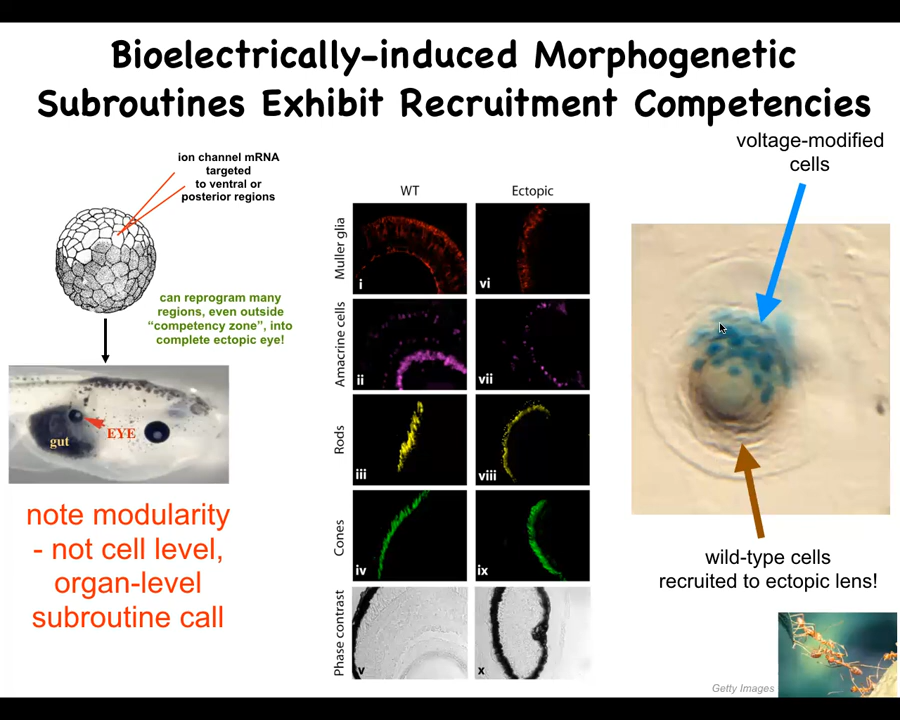 Bioelectrically-induced Morphogenetic
Subroutines Exhibit Recruitment Competencies
ion channel mRNA
targeted
to ventral or
posterior regions
can reprogram many
regions, even outside
“competency zone”, into
complete ectopic eye!
gut
EYE
note modularity
- not cell level,
organ-level
subroutine call
WT
Ectopic
Muller glia
i
vi
Amacrine cells
ii
vii
Rods
iii
viii
Cones
iv
ix
Phase contrast
v
x
voltage-modified
cells
wild-type cells
recruited to ectopic lens!
Getty Images